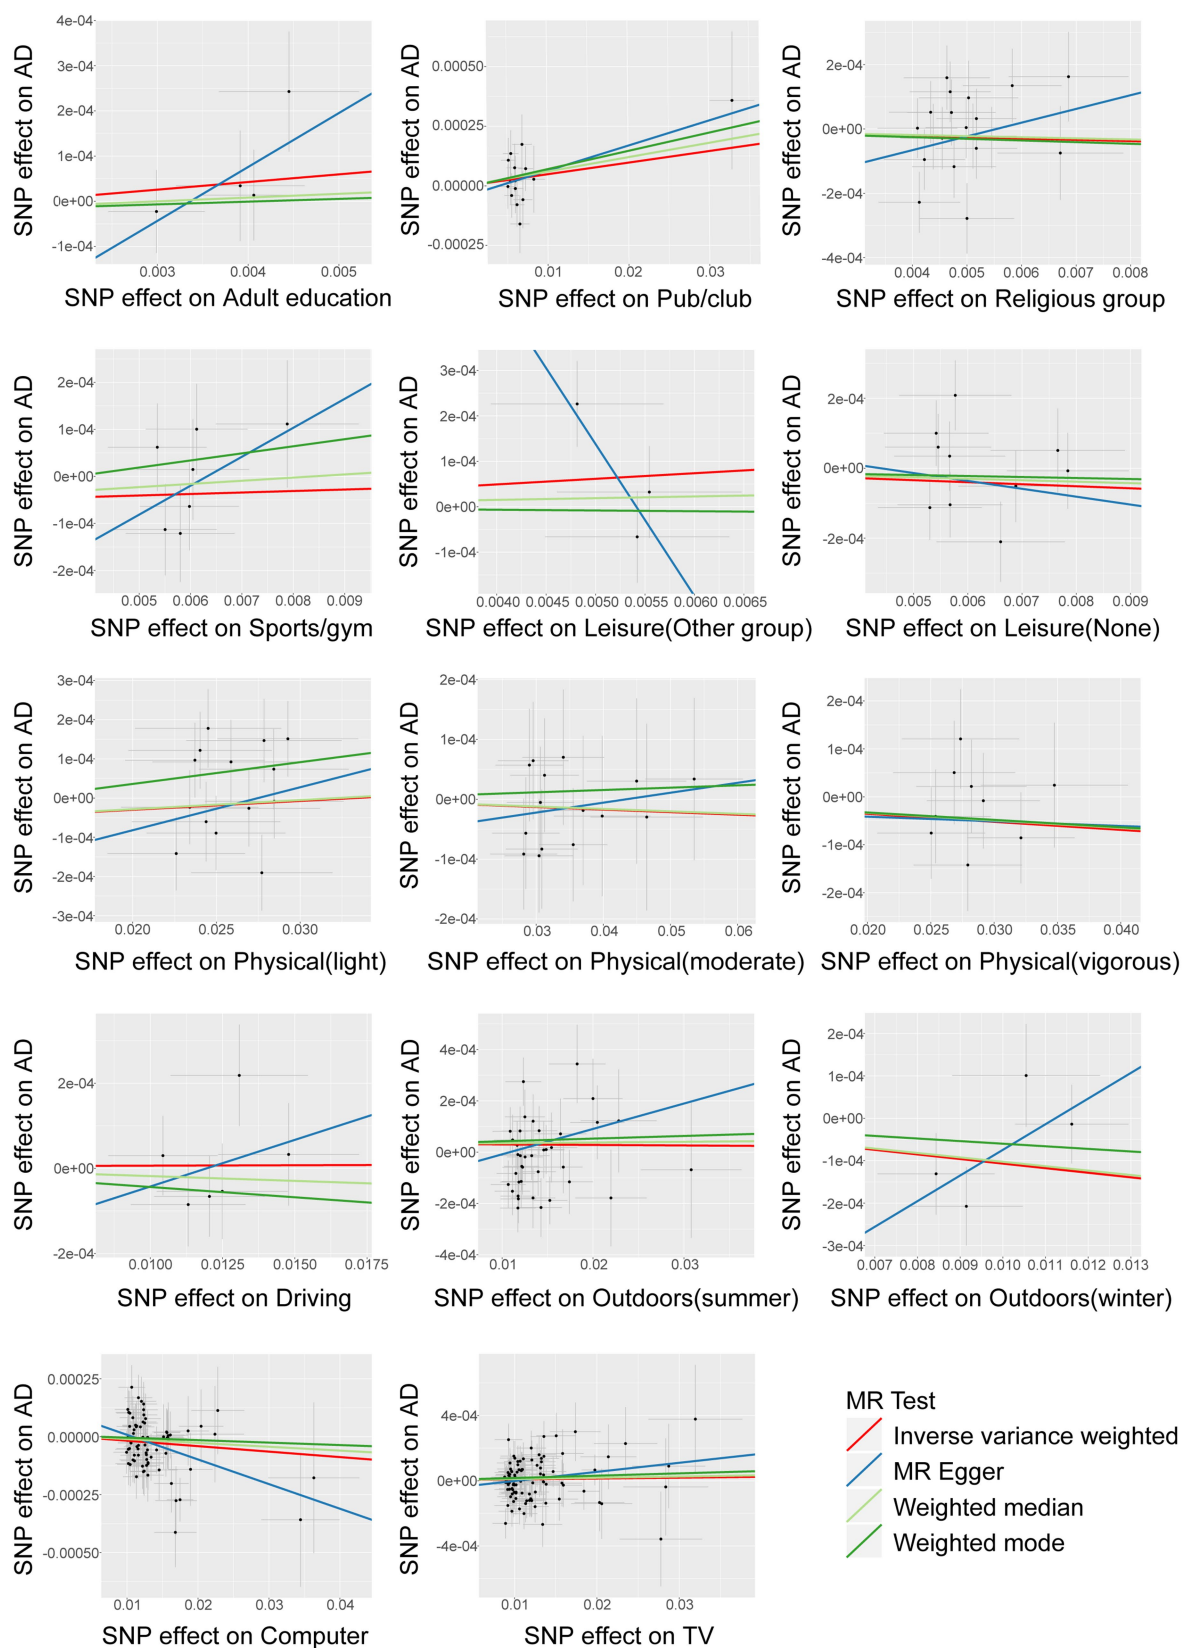 4e-04
3e-04
2e-04
1e-04
0e+00
-1e-04
0.003 0.004 0.005
SNP effect on AD
SNP effect on Adult education
0.00050
0.00025
0.00000
-0.00025
0.01 0.02 0.03
SNP effect on AD
SNP effect on Pub/club
2e-04
0e+00
-2e-04
-4e-04
0.004 0.005 0.006 0.007 0.008
SNP effect on AD
SNP effect on Religious group
2e-04
1e-04
0e+00
-1e-04
-2e-04
0.005 0.006 0.007 0.008 0.009
SNP effect on AD
SNP effect on Sports/gym
3e-04
2e-04
1e-04
0e+00
-1e-04
0.0040 0.0045 0.0050 0.0055 0.0060 0.0065
SNP effect on AD
SNP effect on Leisure(Other group)
2e-04
0e+00
-2e-04
0.005 0.006 0.007 0.008 0.009
SNP effect on AD
SNP effect on Leisure(None)
3e-04
2e-04
1e-04
0e+00
-1e-04
-2e-04
-3e-04
0.020 0.025 0.030
SNP effect on AD
SNP effect on Physical(light)
2e-04
1e-04
0e+00
-1e-04
-2e-04
0.03 0.04 0.05 0.06
SNP effect on AD
SNP effect on Physical(moderate)
2e-04
1e-04
0e+00
-1e-04
-2e-04
0.020 0.025 0.030 0.035 0.040
SNP effect on AD
SNP effect on Physical(vigorous)
2e-04
0e+00
-2e-04
0.0100 0.0125 0.0150 0.0175
SNP effect on AD
SNP effect on Driving
4e-04
2e-04
0e+00
-2e-04
-4e-04
0.01 0.02 0.03
SNP effect on AD
SNP effect on Outdoors(summer)
2e-04
1e-04
0e+00
-1e-04
-2e-04
-3e-04
0.007 0.008 0.009 0.010 0.011 0.012 0.013
SNP effect on AD
SNP effect on Outdoors(winter)
0.00025
0.00000
-0.00025
-0.00050
0.01 0.02 0.03 0.04
SNP effect on AD
SNP effect on Computer
4e-04
0e+00
-4e-04
0.01 0.02 0.03
SNP effect on AD
SNP effect on TV
MR Test
Inverse variance weighted
MR Egger
Weighted median
Weighted mode